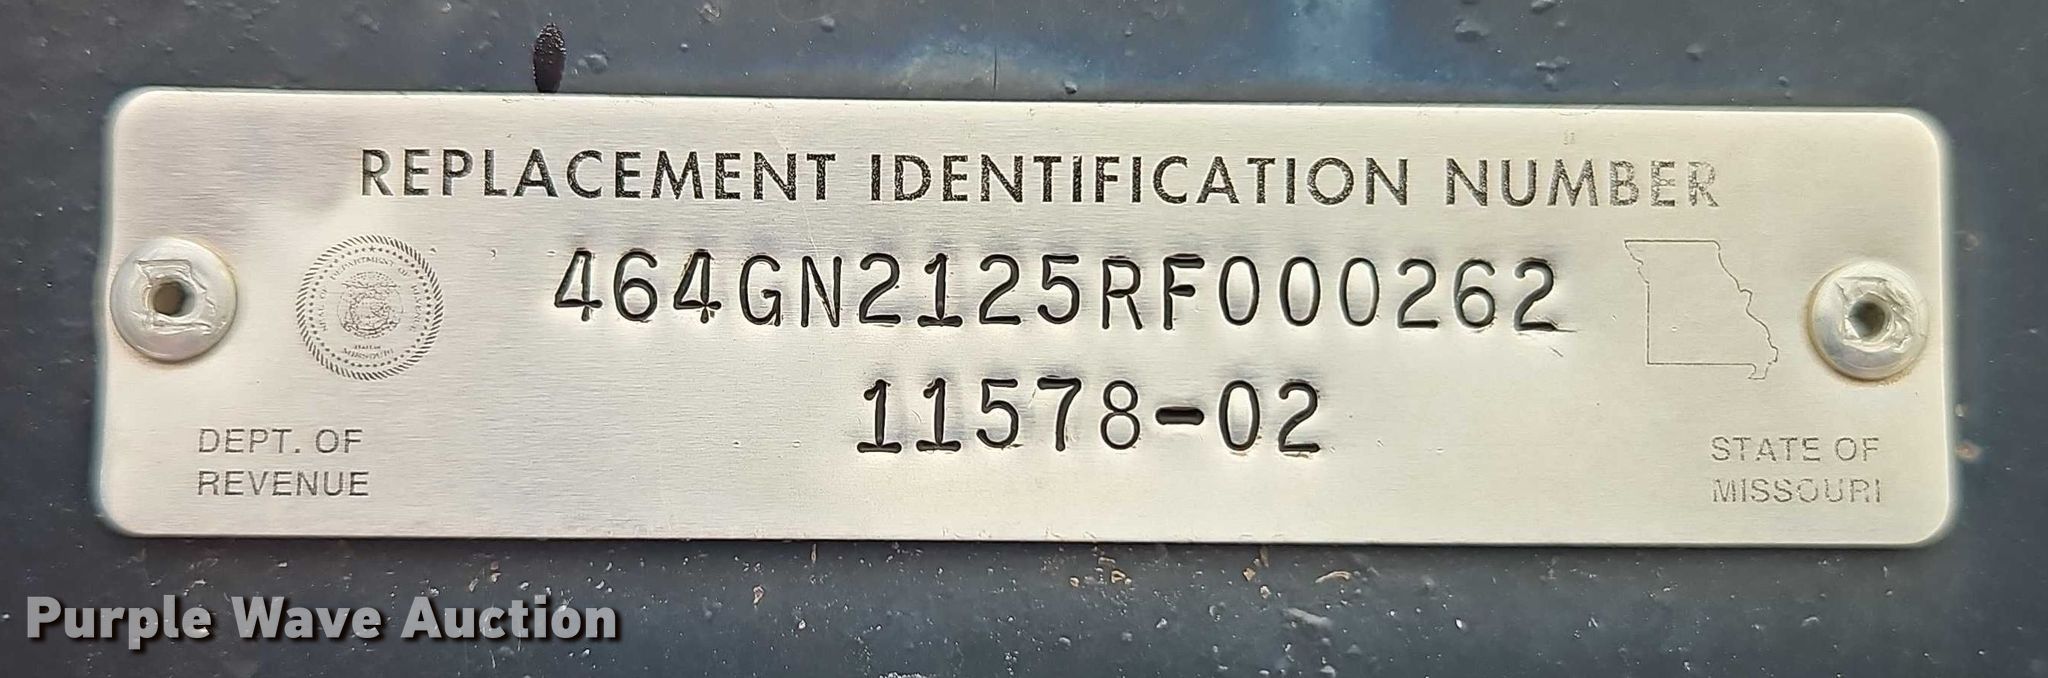 REPLACEMENT IDENTIFICATION NUMBER
464GN2125RF000262
11578-02
DEPT. OF
REVENUE
STATE OF
MISSOURI
Purple Wave Auction